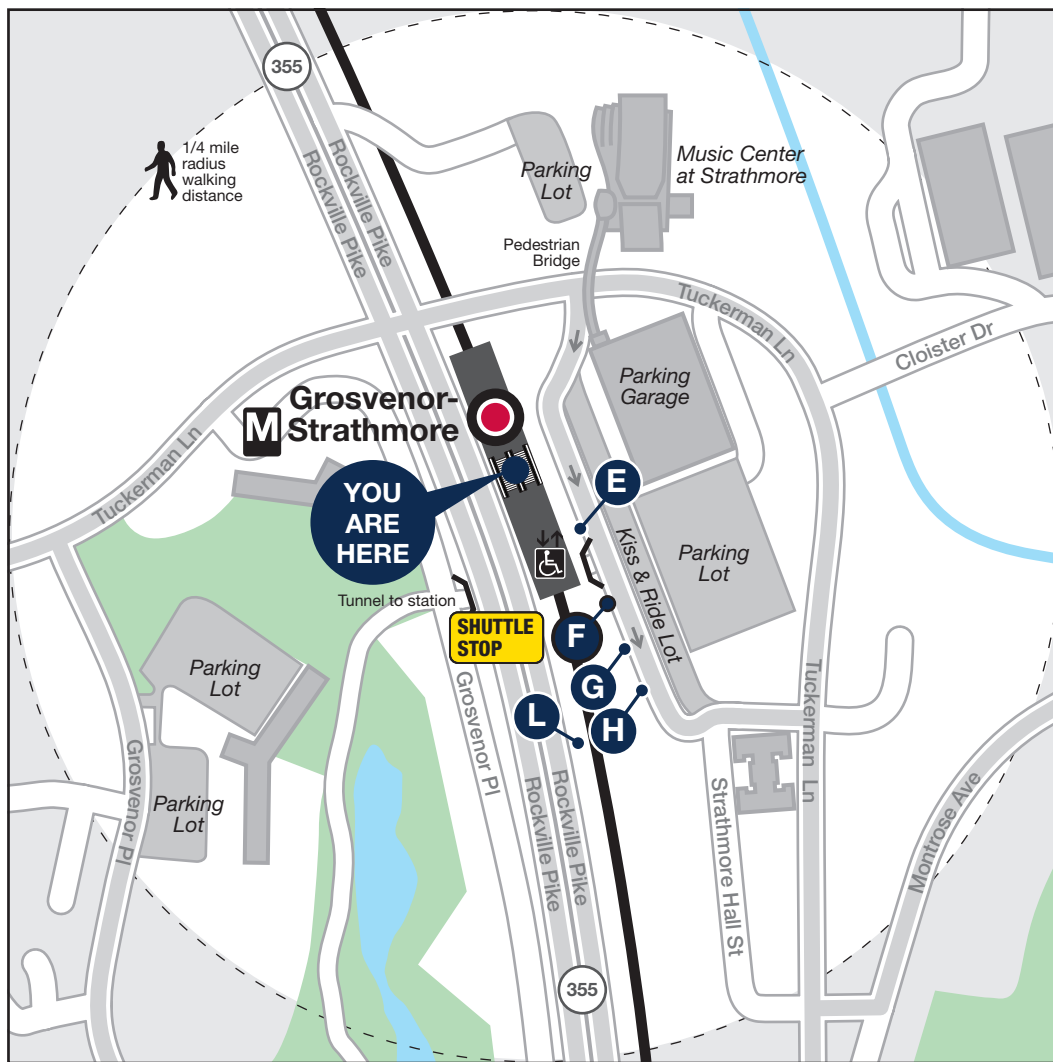 355
1/4 mile
radius
walking
distance
Rockville Pike
Rockville Pike
Parking
Lot
Music Center
at Strathmore
Pedestrian
Bridge
Tuckerman Ln
Cloister Dr
Parking
Garage
Grosvenor-
Strathmore
M
Tuckerman Ln
YOU
ARE
HERE
E
Kiss & Ride Lot
Parking
Lot
Tunnel to station
SHUTTLE
STOP
F
G
H
L
Parking
Lot
Grosvenor Pl
Grosvenor Pl
Parking
Lot
Rockville Pike
Rockville Pike
Tuckerman Ln
Strathmore Hall St
Montrose Ave
355